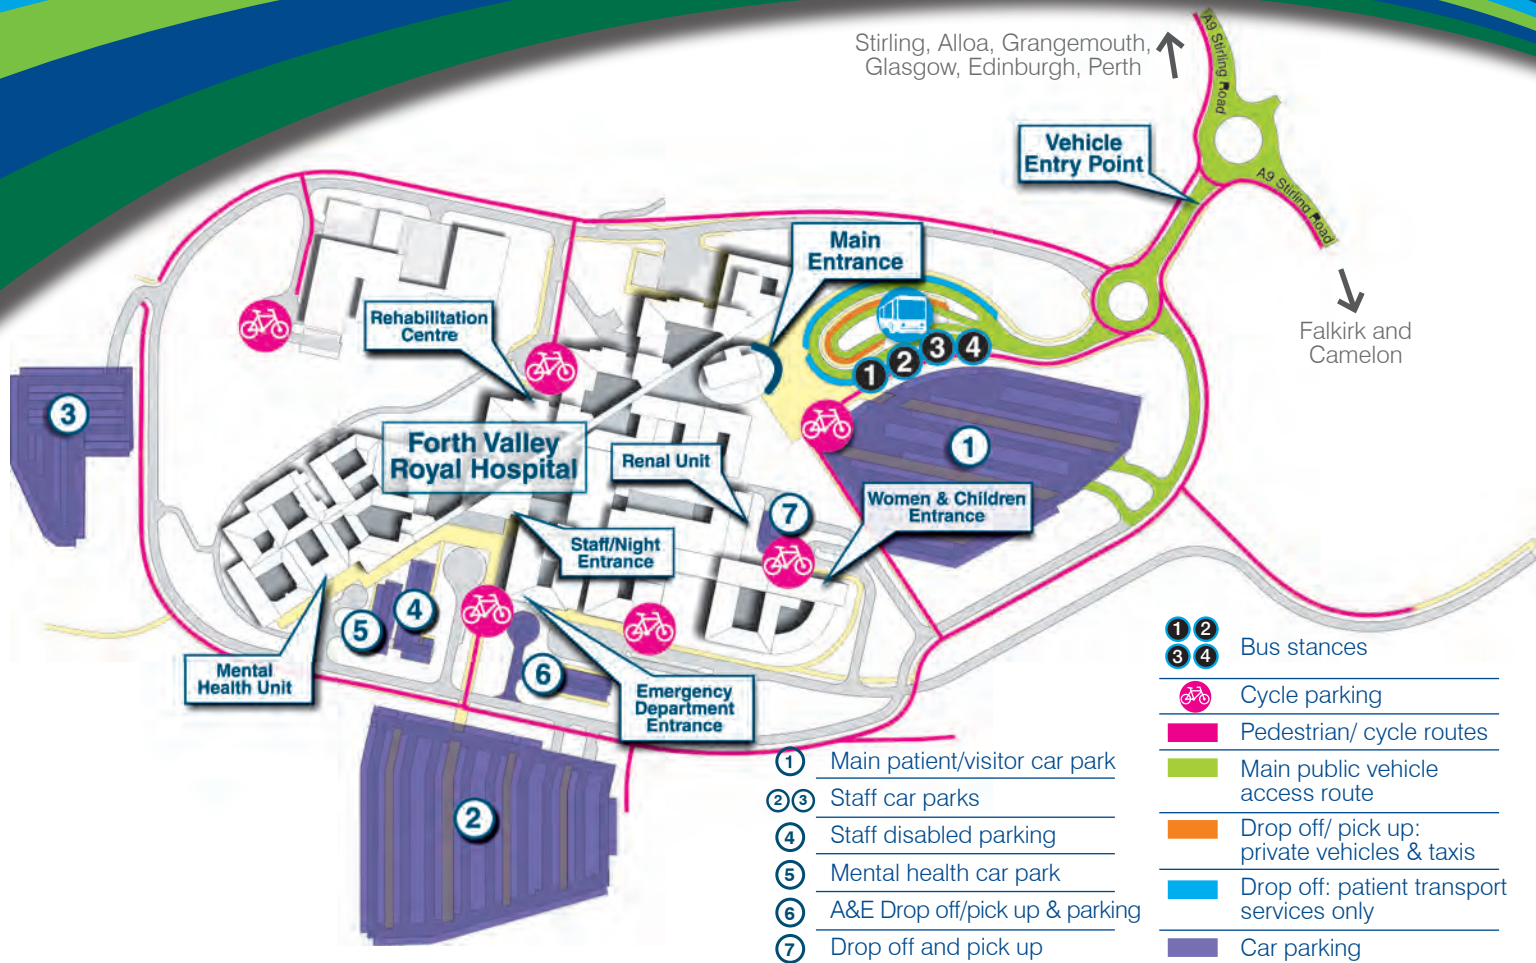 Stirling, Alloa, Grangemouth,
Glasgow, Edinburgh, Perth
A9 Stirling Road
Vehicle
Entry Point
A9 Stirling Road
Falkirk and
Camelon
Main
Entrance
Rehabilitation
Centre
1 2 3 4
3
Forth Valley
Royal Hospital
Renal Unit
1
7
Women & Children
Entrance
Staff/Night
Entrance
4
5
6
Mental
Health Unit
Emergency
Department
Entrance
2
1 Main patient/visitor car park
2 3 Staff car parks
4 Staff disabled parking
5 Mental health car park
6 A&E Drop off/pick up & parking
7 Drop off and pick up
1 2
3 4
Bus stances
Cycle parking
Pedestrian/ cycle routes
Main public vehicle
access route
Drop off/ pick up:
private vehicles & taxis
Drop off: patient transport
services only
Car parking